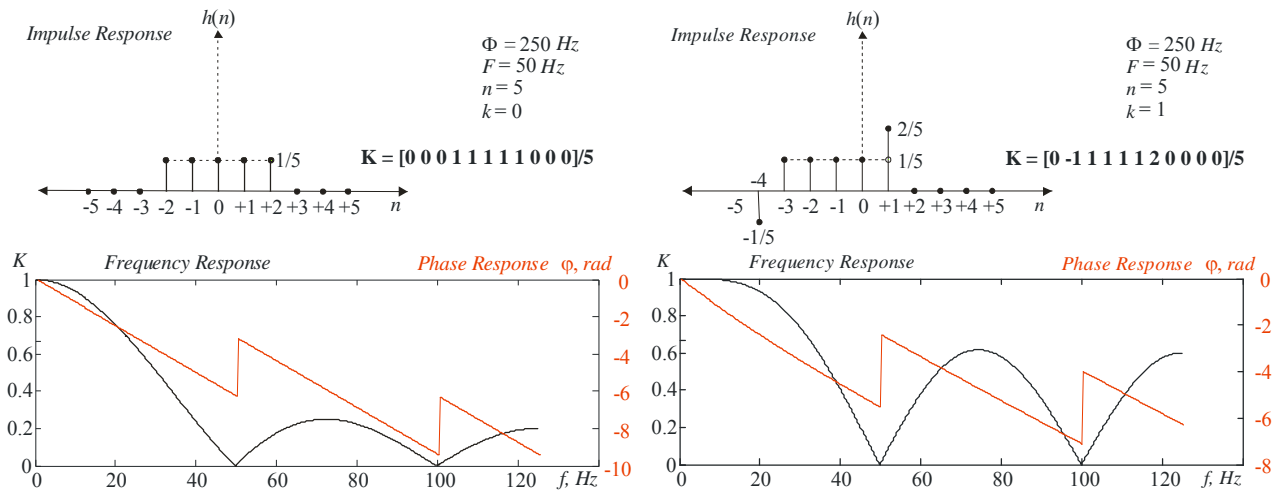 h(n)
Impulse Response
Φ = 250 Hz
F = 50 Hz
n = 5
k = 0
1/5
K = [0 0 0 1 1 1 1 1 0 0 0]/5
-5 -4 -3 -2 -1 0 +1 +2 +3 +4 +5 n
K Frequency Response Phase Response φ, rad
1
0.8
0.6
0.4
0.2
0
0
-2
-4
-6
-8
-10
0 20 40 60 80 100 120 f, Hz
h(n)
Impulse Response
Φ = 250 Hz
F = 50 Hz
n = 5
k = 1
2/5
1/5
K = [0 -1 1 1 1 1 2 0 0 0 0]/5
-4
-5 -3 -2 -1 0 +1 +2 +3 +4 +5 n
-1/5
K Frequency Response Phase Response φ, rad
1
0.8
0.6
0.4
0.2
0
0
-2
-4
-6
-8
0 20 40 60 80 100 120 f, Hz